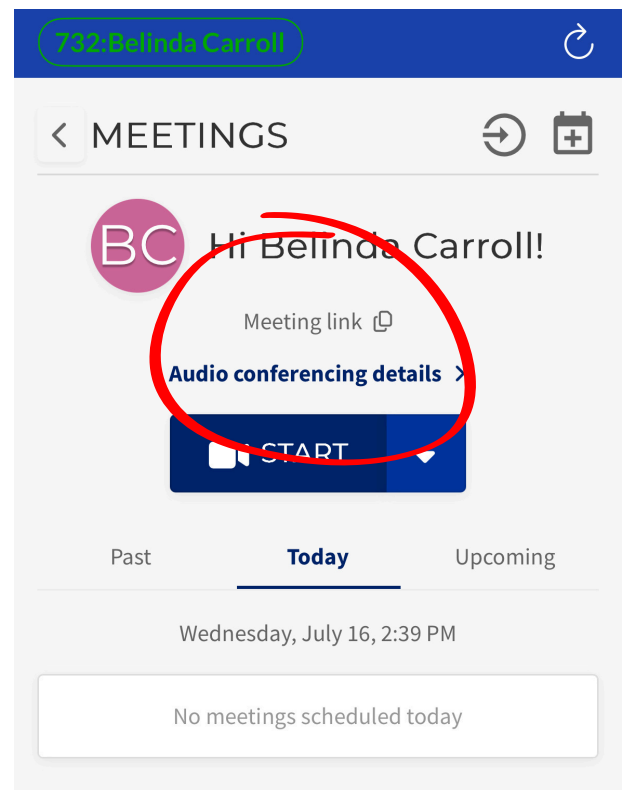 732:Belinda Carroll
MEETINGS
BC
Hi Belinda Carroll!
Meeting link
Audio conferencing details
START
Past Today Upcoming
Wednesday, July 16, 2:39 PM
No meetings scheduled today